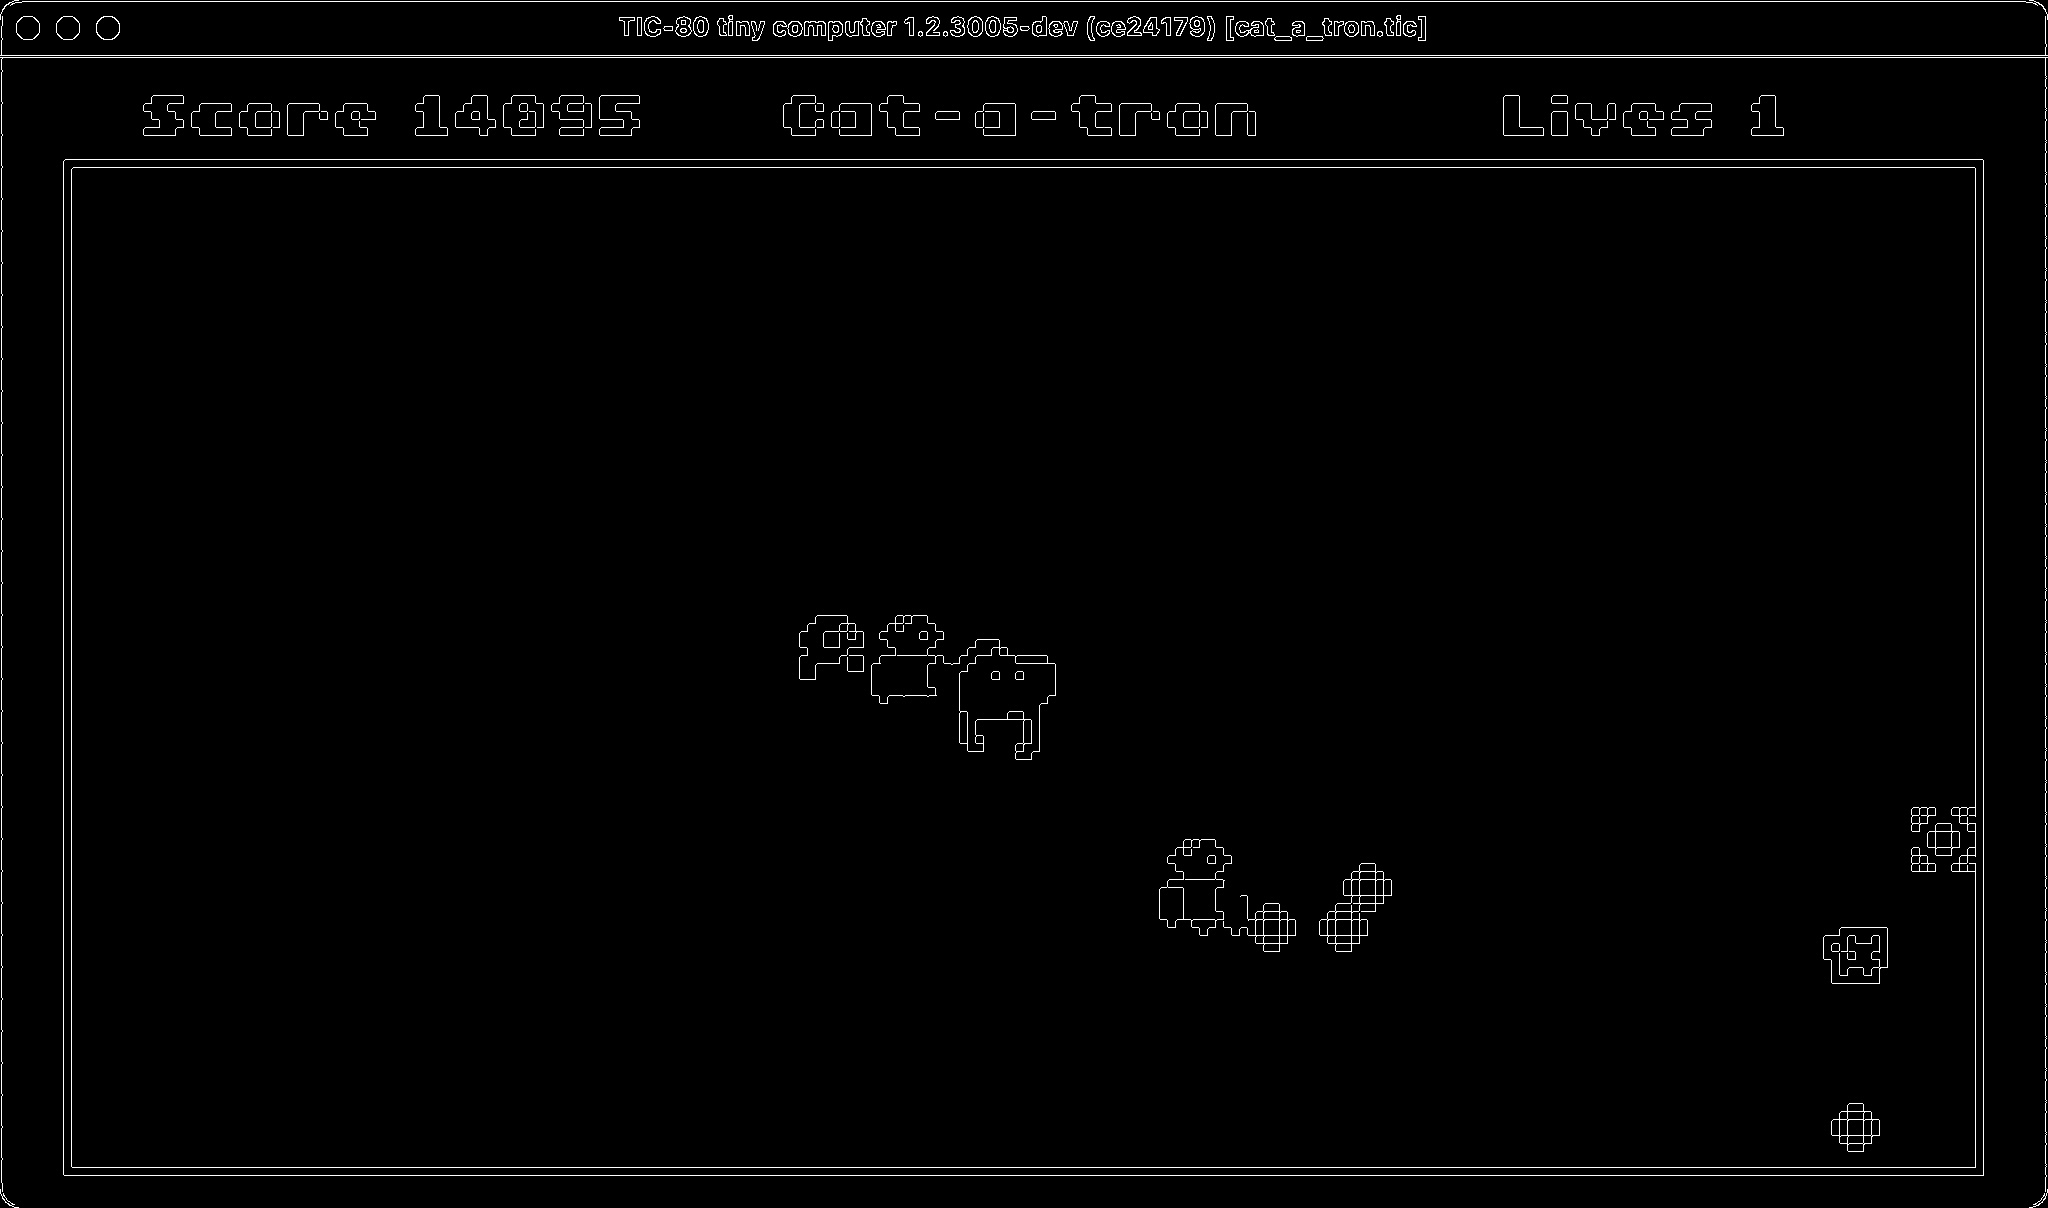 TIC-80 tiny computer 1.2.3005-dev (ce24179) [cat_a_tron.tic]
Score 14095 Cat-a-tron Lives 1